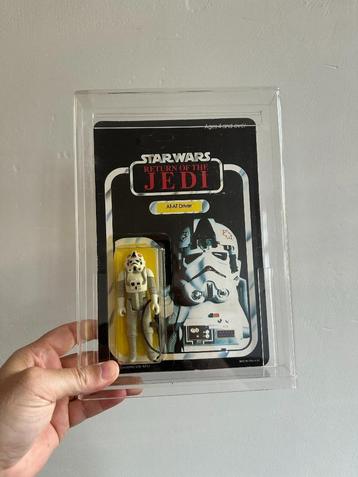 Ages 4 and over
STAR WARS
RETURN OF THE
JEDI
AT-AT Driver